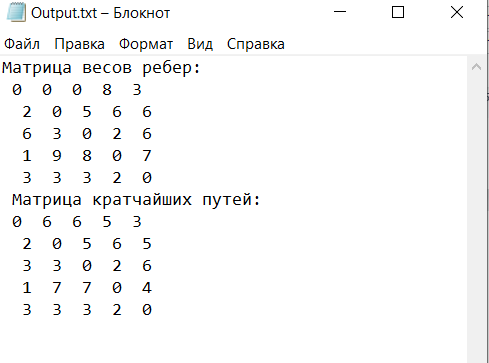 Output.txt – Блокнот
Файл Правка Формат Вид Справка
Матрица весов ребер:
0 0 0 8 3
2 0 5 6 6
6 3 0 2 6
1 9 8 0 7
3 3 3 2 0
Матрица кратчайших путей:
0 6 6 5 3
2 0 5 6 5
3 3 0 2 6
1 7 7 0 4
3 3 3 2 0